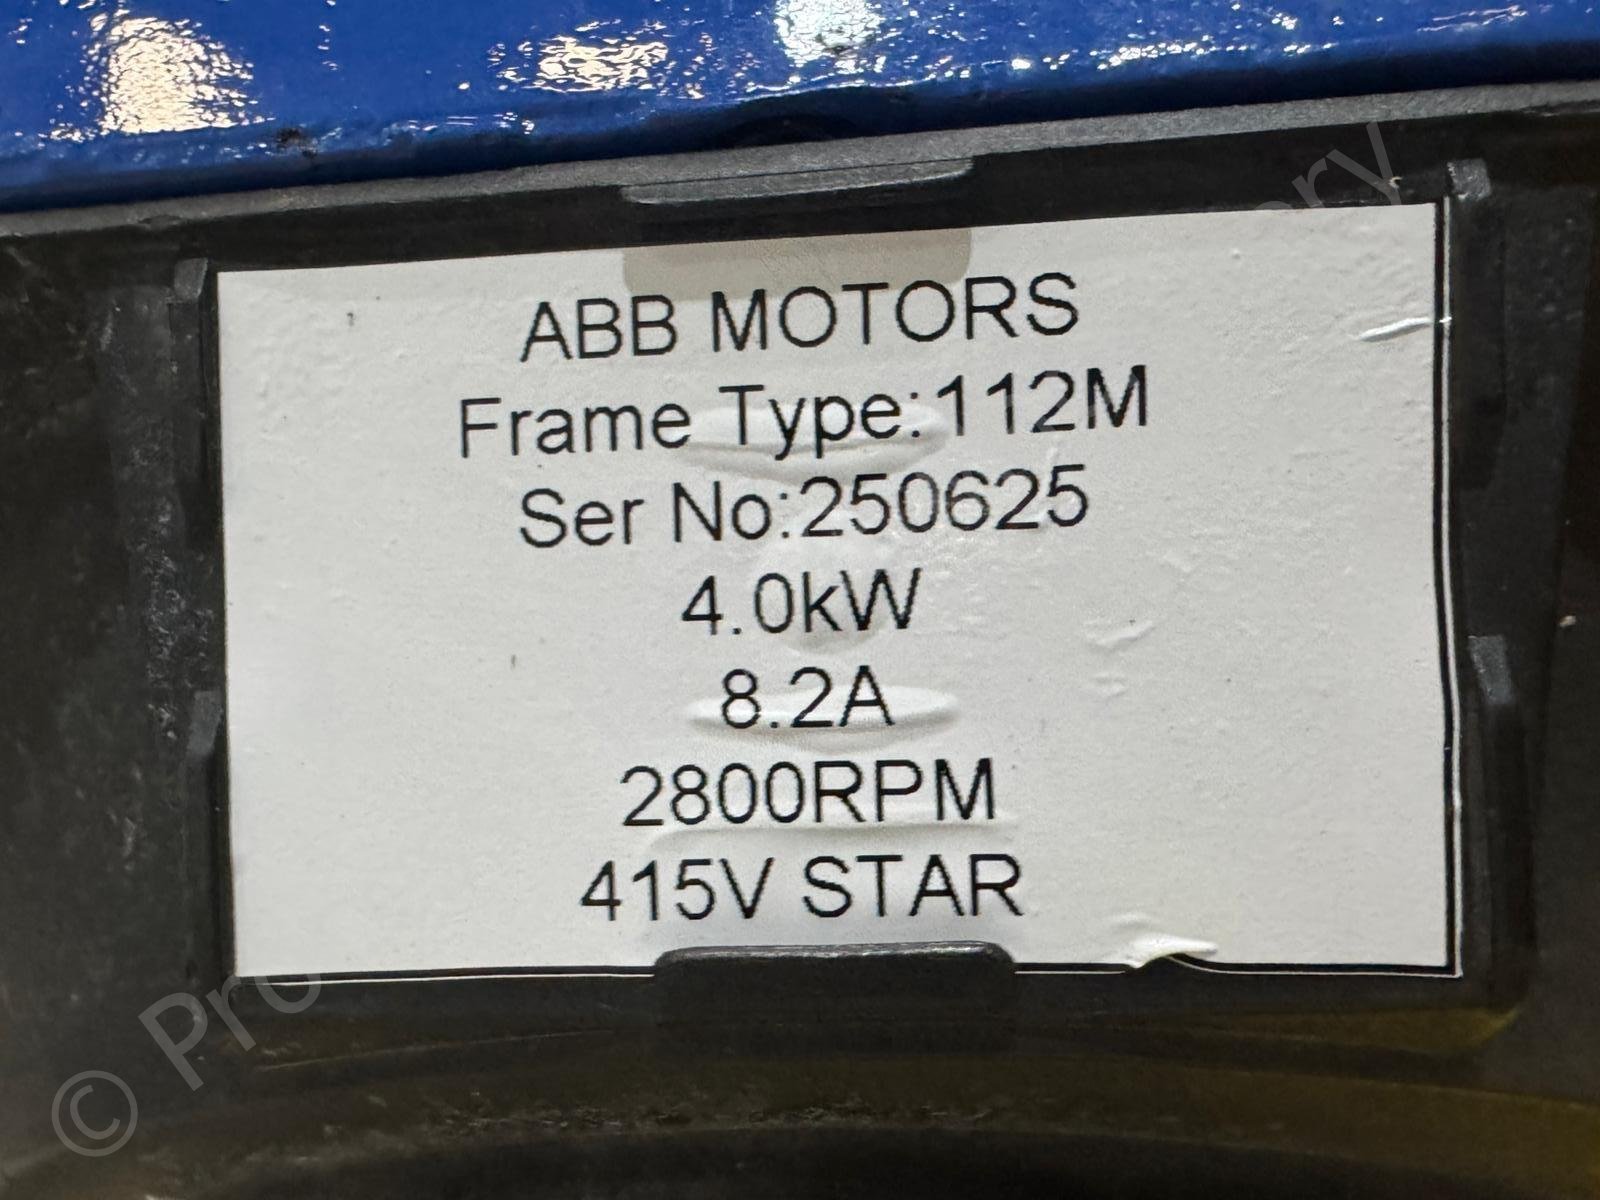 ABB MOTORS
Frame Type:112M
Ser No:250625
4.0kW
8.2A
2800RPM
415V STAR
©